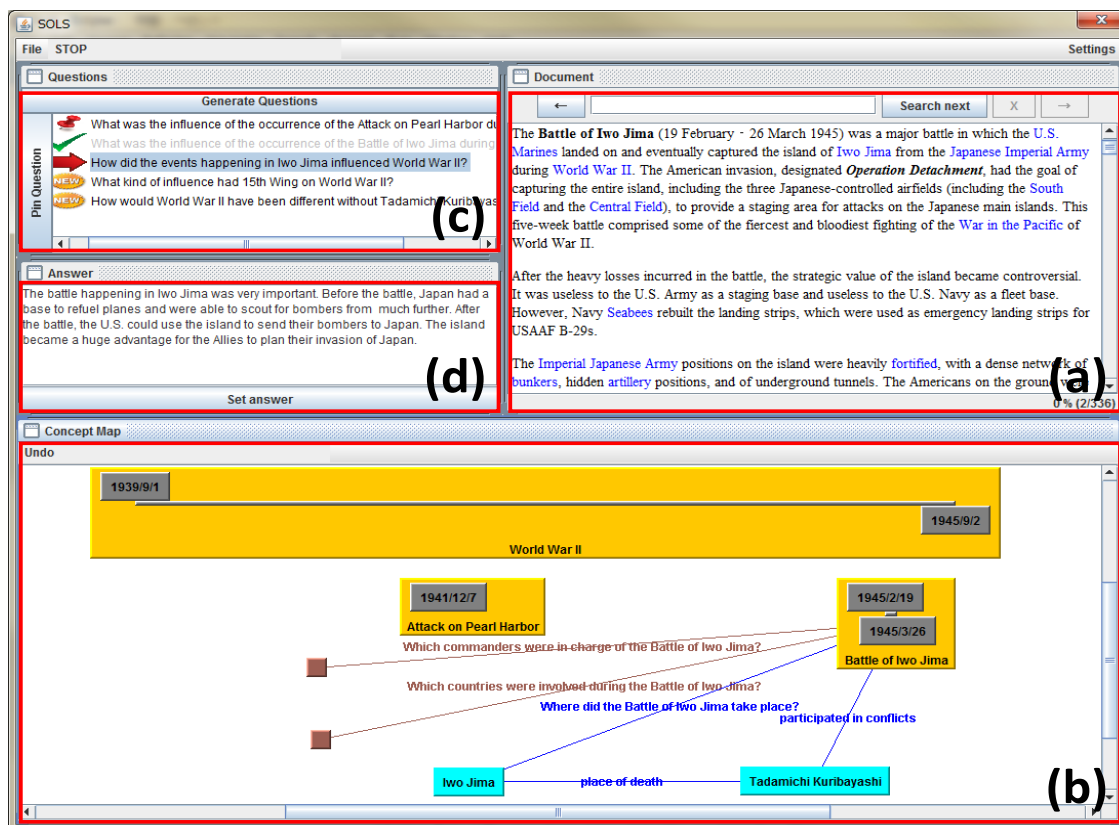 SOLS
File STOP Settings
Questions
Generate Questions
Pin Question
What was the influence of the occurrence of the Attack on Pearl Harbor du
What was the influence of the occurrence of the Battle of Iwo Jima during
How did the events happening in Iwo Jima influenced World War II?
NEW What kind of influence had 15th Wing on World War II?
NEW How would World War II have been different without Tadamichi Kuribayas
(c)
Answer
The battle happening in Iwo Jima was very important. Before the battle, Japan had a
base to refuel planes and were able to scout for bombers from much further. After
the battle, the U.S. could use the island to send their bombers to Japan. The island
became a huge advantage for the Allies to plan their invasion of Japan.
(d)
Set answer
Document
← Search next X →
The Battle of Iwo Jima (19 February - 26 March 1945) was a major battle in which the U.S.
Marines landed on and eventually captured the island of Iwo Jima from the Japanese Imperial Army
during World War II. The American invasion, designated Operation Detachment, had the goal of
capturing the entire island, including the three Japanese-controlled airfields (including the South
Field and the Central Field), to provide a staging area for attacks on the Japanese main islands. This
five-week battle comprised some of the fiercest and bloodiest fighting of the War in the Pacific of
World War II.
After the heavy losses incurred in the battle, the strategic value of the island became controversial.
It was useless to the U.S. Army as a staging base and useless to the U.S. Navy as a fleet base.
However, Navy Seabees rebuilt the landing strips, which were used as emergency landing strips for
USAAF B-29s.
The Imperial Japanese Army positions on the island were heavily fortified, with a dense network of
bunkers, hidden artillery positions, and of underground tunnels. The Americans on the ground were
(a)
0 % (2/336)
Concept Map
Undo
1939/9/1
1945/9/2
World War II
1941/12/7
Attack on Pearl Harbor
1945/2/19
1945/3/26
Battle of Iwo Jima
Which commanders were in charge of the Battle of Iwo Jima?
Which countries were involved during the Battle of Iwo Jima?
Where did the Battle of Iwo Jima take place?
participated in conflicts
Iwo Jima
place of death
Tadamichi Kuribayashi
(b)